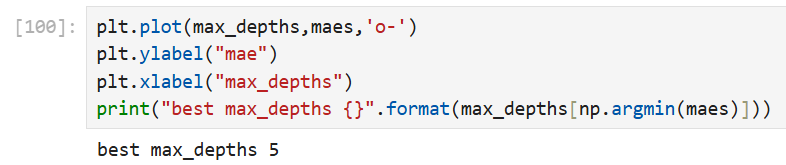 [100]:
plt.plot(max_depths,maes,'o-')
plt.ylabel("mae")
plt.xlabel("max_depths")
print("best max_depths {}".format(max_depths[np.argmin(maes)]))
best max_depths 5